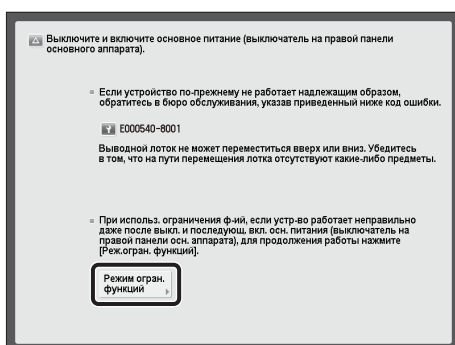 Выключите и включите основное питание (выключатель на правой панели
основного аппарата).
Если устройство по-прежнему не работает надлежащим образом,
обратитесь в бюро обслуживания, указав приведенный ниже код ошибки.
E000540-8001
Выводной лоток не может переместиться вверх или вниз. Убедитесь
в том, что на пути перемещения лотка отсутствуют какие-либо предметы.
При использ. ограничения ф-ий, если устр-во работает неправильно
даже после выкл. и последующ. вкл. осн. питания (выключатель на
правой панели осн. аппарата), для продолжения работы нажмите
[Реж.огран. функций].
Режим огран.
функций